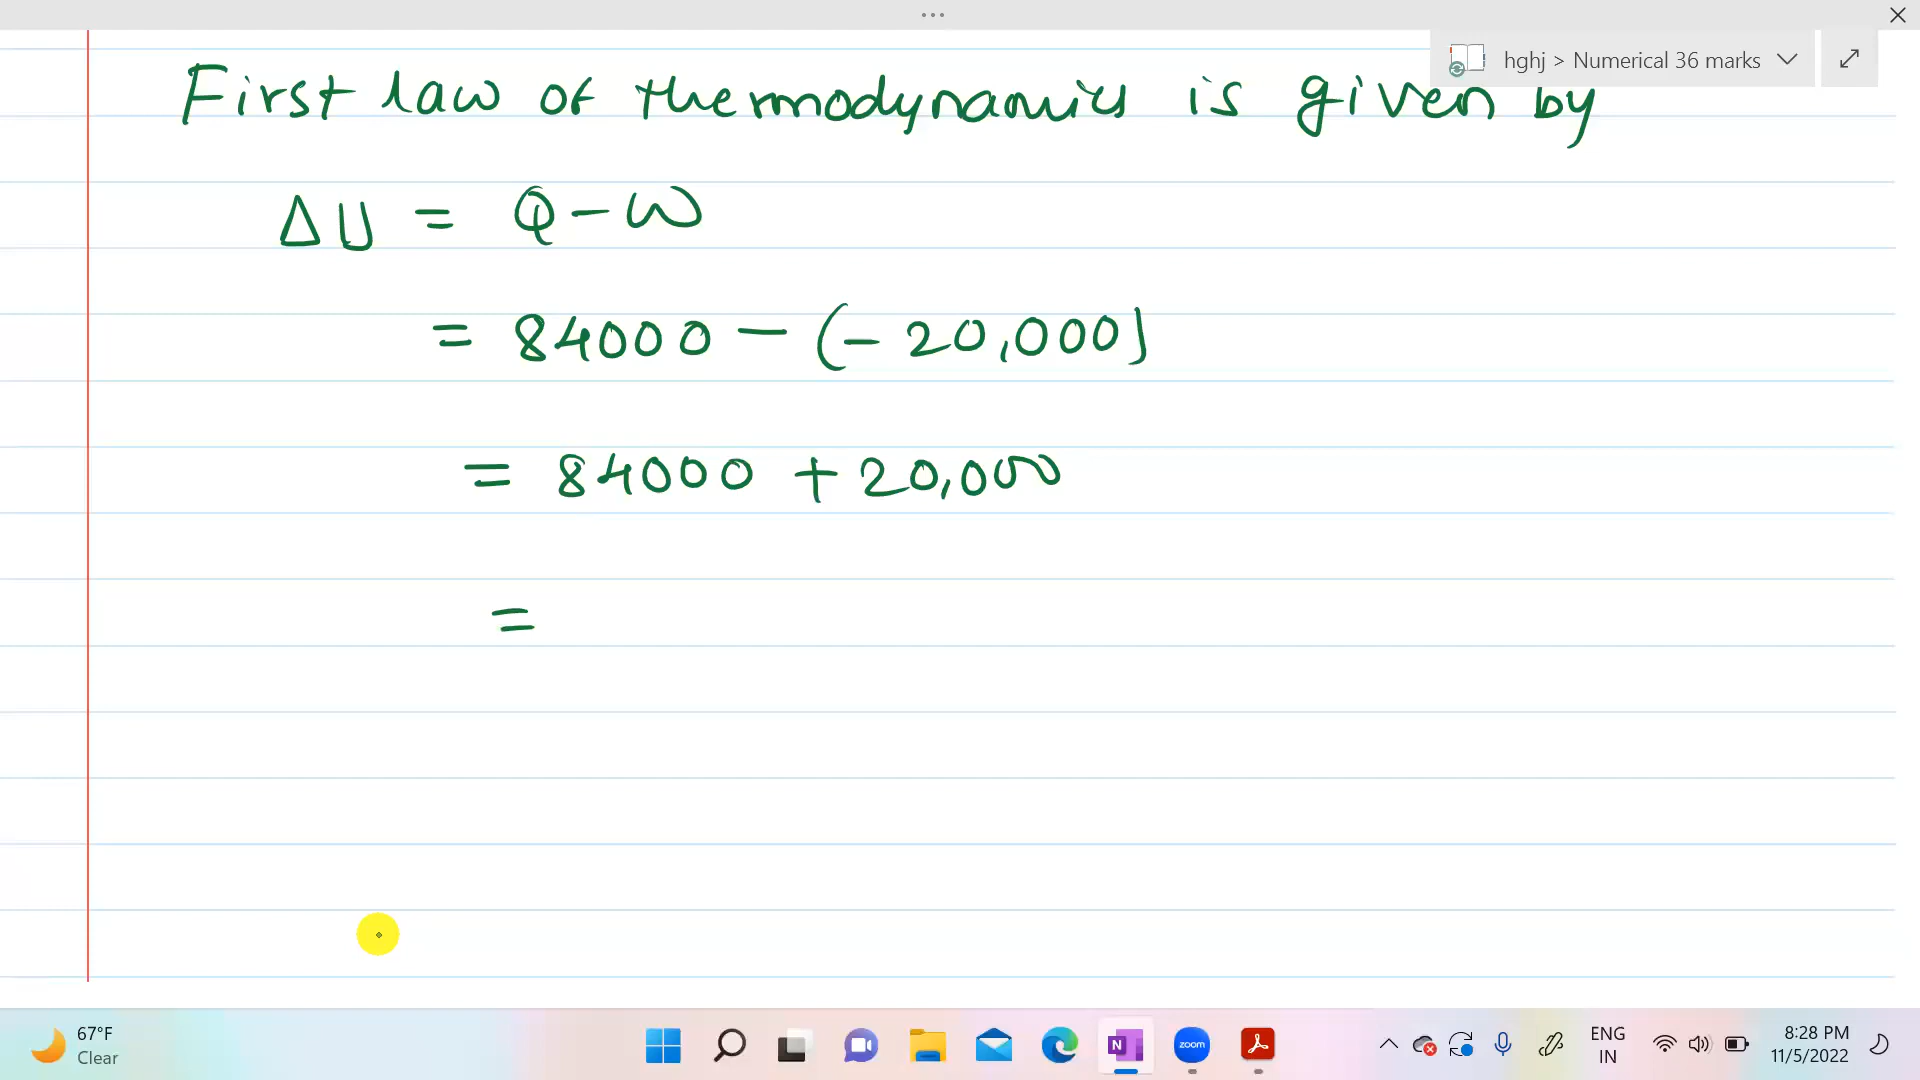 hghj > Numerical 36 marks
First law of thermodynamics is given by
ΔU = Q - W
= 84000 - (- 20,000]
= 84000 + 20,000
=
67°F
Clear
N
zoom
ENG
IN
8:28 PM
11/5/2022